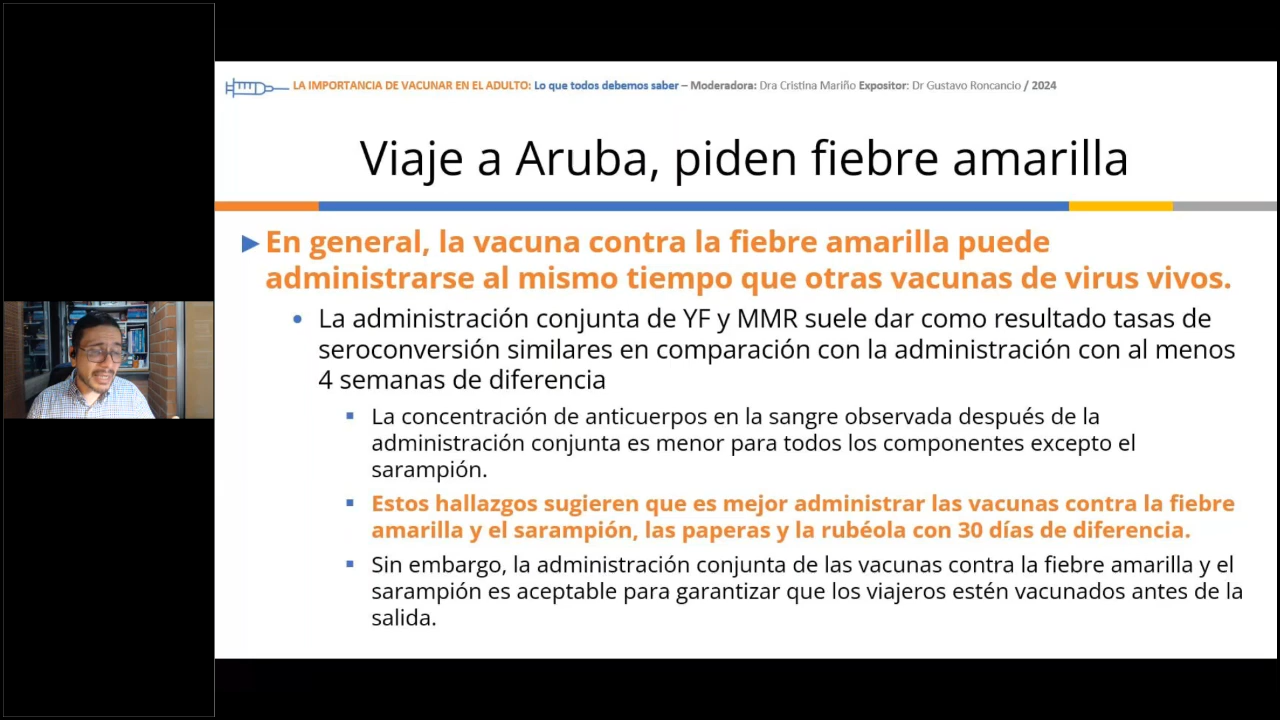 LA IMPORTANCIA DE VACUNAR EN EL ADULTO: Lo que todos debemos saber – Moderadora: Dra Cristina Mariño Expositor: Dr Gustavo Roncancio / 2024
Viaje a Aruba, piden fiebre amarilla
En general, la vacuna contra la fiebre amarilla puede
administrarse al mismo tiempo que otras vacunas de virus vivos.
La administración conjunta de YF y MMR suele dar como resultado tasas de
seroconversión similares en comparación con la administración con al menos
4 semanas de diferencia
La concentración de anticuerpos en la sangre observada después de la
administración conjunta es menor para todos los componentes excepto el
sarampión.
Estos hallazgos sugieren que es mejor administrar las vacunas contra la fiebre
amarilla y el sarampión, las paperas y la rubéola con 30 días de diferencia.
Sin embargo, la administración conjunta de las vacunas contra la fiebre amarilla y el
sarampión es aceptable para garantizar que los viajeros estén vacunados antes de la
salida.